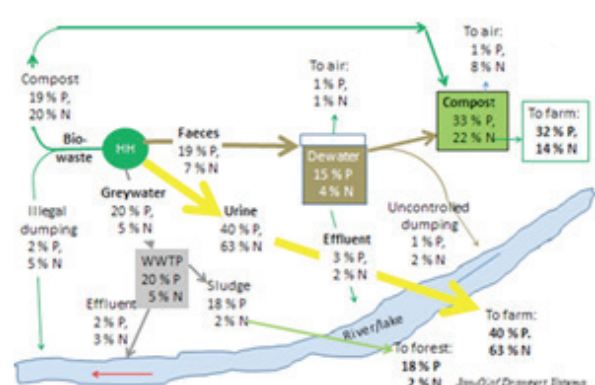 To air:
1 % P,
8 % N
To air:
1 % P,
1 % N
Compost
19 % P,
20 % N
Compost
33 % P,
22 % N
To farm:
32 % P,
14 % N
Bio-
waste
HH
Faeces
19 % P,
7 % N
Dewater
15 % P
4 % N
Greywater
20 % P,
5 % N
Urine
40 % P,
63 % N
Illegal
dumping
2 % P,
5 % N
Uncontrolled
dumping
1 % P,
2 % N
Effluent
3 % P,
2 % N
WWTP
20 % P
5 % N
Sludge
18 % P
2 % N
Effluent
2 % P,
3 % N
River/lake
To farm:
40 % P,
63 % N
To forest:
18 % P
2 % N